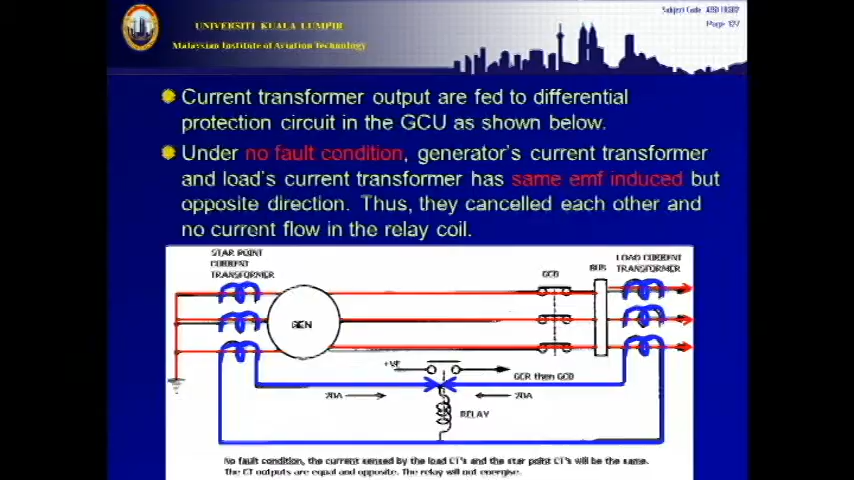 UNIVERSITI KUALA LUMPUR
Malaysian Institute of Aviation Technology
Subject Code
Page 127
Current transformer output are fed to differential
protection circuit in the GCU as shown below.
Under no fault condition, generator's current transformer
and load's current transformer has same emf induced but
opposite direction. Thus, they cancelled each other and
no current flow in the relay coil.
STAR POINT
CURRENT
TRANSFORMER
LOAD CURRENT
TRANSFORMER
GCB
BUS
GEN
+VE
GCR then GCB
20A
20A
RELAY
No fault condition, the current sensed by the load CT's and the star point CT's will be the same.
The CT outputs are equal and opposite. The relay will not energise.